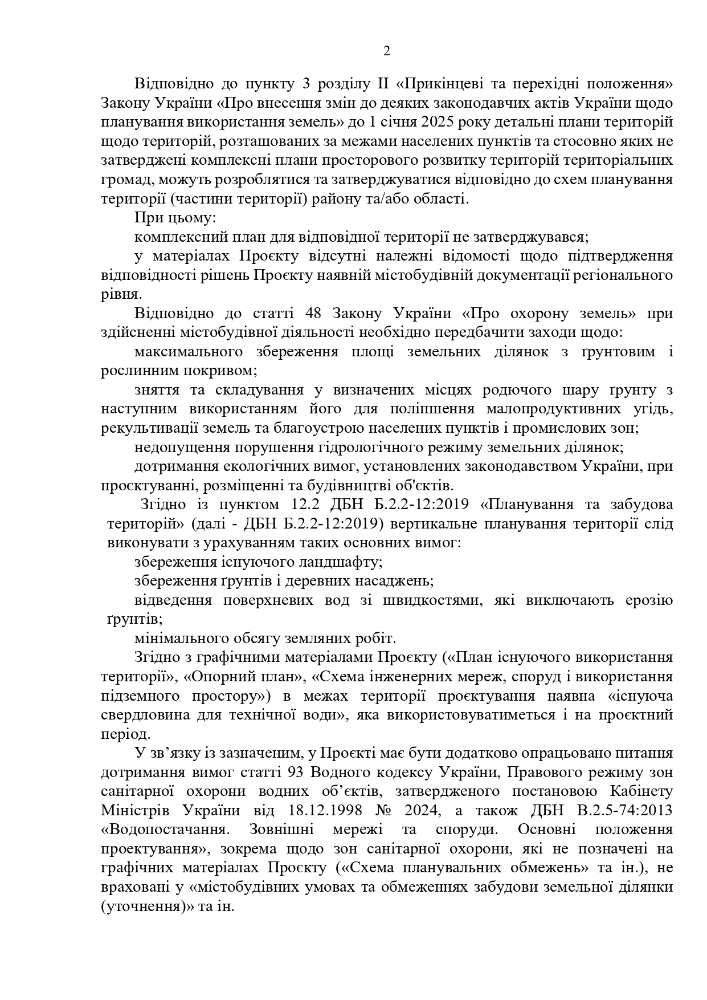 2
Відповідно до пункту 3 розділу ІІ «Прикінцеві та перехідні положення»
Закону України «Про внесення змін до деяких законодавчих актів України щодо
планування використання земель» до 1 січня 2025 року детальні плани територій
щодо територій, розташованих за межами населених пунктів та стосовно яких не
затверджені комплексні плани просторового розвитку територій територіальних
громад, можуть розроблятися та затверджуватися відповідно до схем планування
території (частини території) району та/або області.
При цьому:
комплексний план для відповідної території не затверджувався;
у матеріалах Проєкту відсутні належні відомості щодо підтвердження
відповідності рішень Проєкту наявній містобудівній документації регіонального
рівня.
Відповідно до статті 48 Закону України «Про охорону земель» при
здійсненні містобудівної діяльності необхідно передбачити заходи щодо:
максимального збереження площі земельних ділянок з ґрунтовим і
рослинним покривом;
зняття та складування у визначених місцях родючого шару ґрунту з
наступним використанням його для поліпшення малопродуктивних угідь,
рекультивації земель та благоустрою населених пунктів і промислових зон;
недопущення порушення гідрологічного режиму земельних ділянок;
дотримання екологічних вимог, установлених законодавством України, при
проєктуванні, розміщенні та будівництві об'єктів.
Згідно із пунктом 12.2 ДБН Б.2.2-12:2019 «Планування та забудова
територій» (далі - ДБН Б.2.2-12:2019) вертикальне планування території слід
виконувати з урахуванням таких основних вимог:
збереження існуючого ландшафту;
збереження ґрунтів і деревних насаджень;
відведення поверхневих вод зі швидкостями, які виключають ерозію
ґрунтів;
мінімального обсягу земляних робіт.
Згідно з графічними матеріалами Проєкту («План існуючого використання
території», «Опорний план», «Схема інженерних мереж, споруд і використання
підземного простору») в межах території проєктування наявна «існуюча
свердловина для технічної води», яка використовуватиметься і на проєктний
період.
У зв’язку із зазначеним, у Проєкті має бути додатково опрацьовано питання
дотримання вимог статті 93 Водного кодексу України, Правового режиму зон
санітарної охорони водних об’єктів, затвердженого постановою Кабінету
Міністрів України від 18.12.1998 № 2024, а також ДБН В.2.5-74:2013
«Водопостачання. Зовнішні мережі та споруди. Основні положення
проектування», зокрема щодо зон санітарної охорони, які не позначені на
графічних матеріалах Проєкту («Схема планувальних обмежень» та ін.), не
враховані у «містобудівних умовах та обмеженнях забудови земельної ділянки
(уточнення)» та ін.